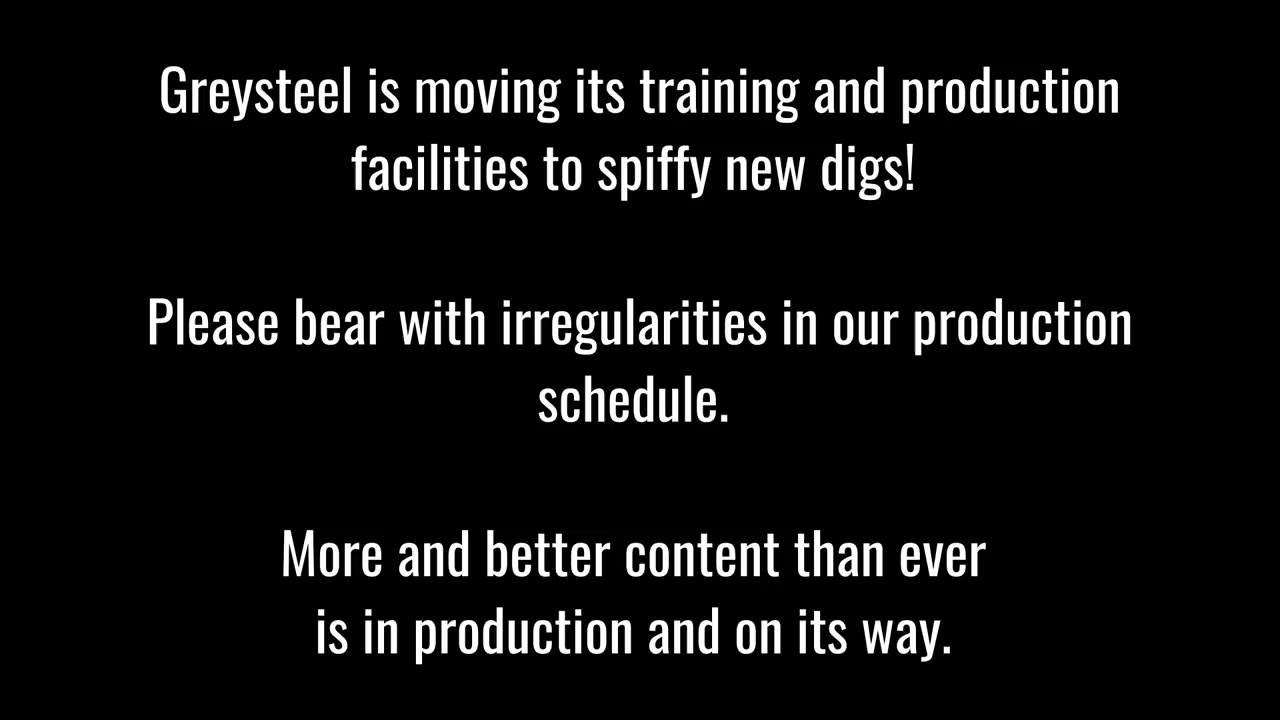 Greysteel is moving its training and production
facilities to spiffy new digs!
Please bear with irregularities in our production
schedule.
More and better content than ever
is in production and on its way.